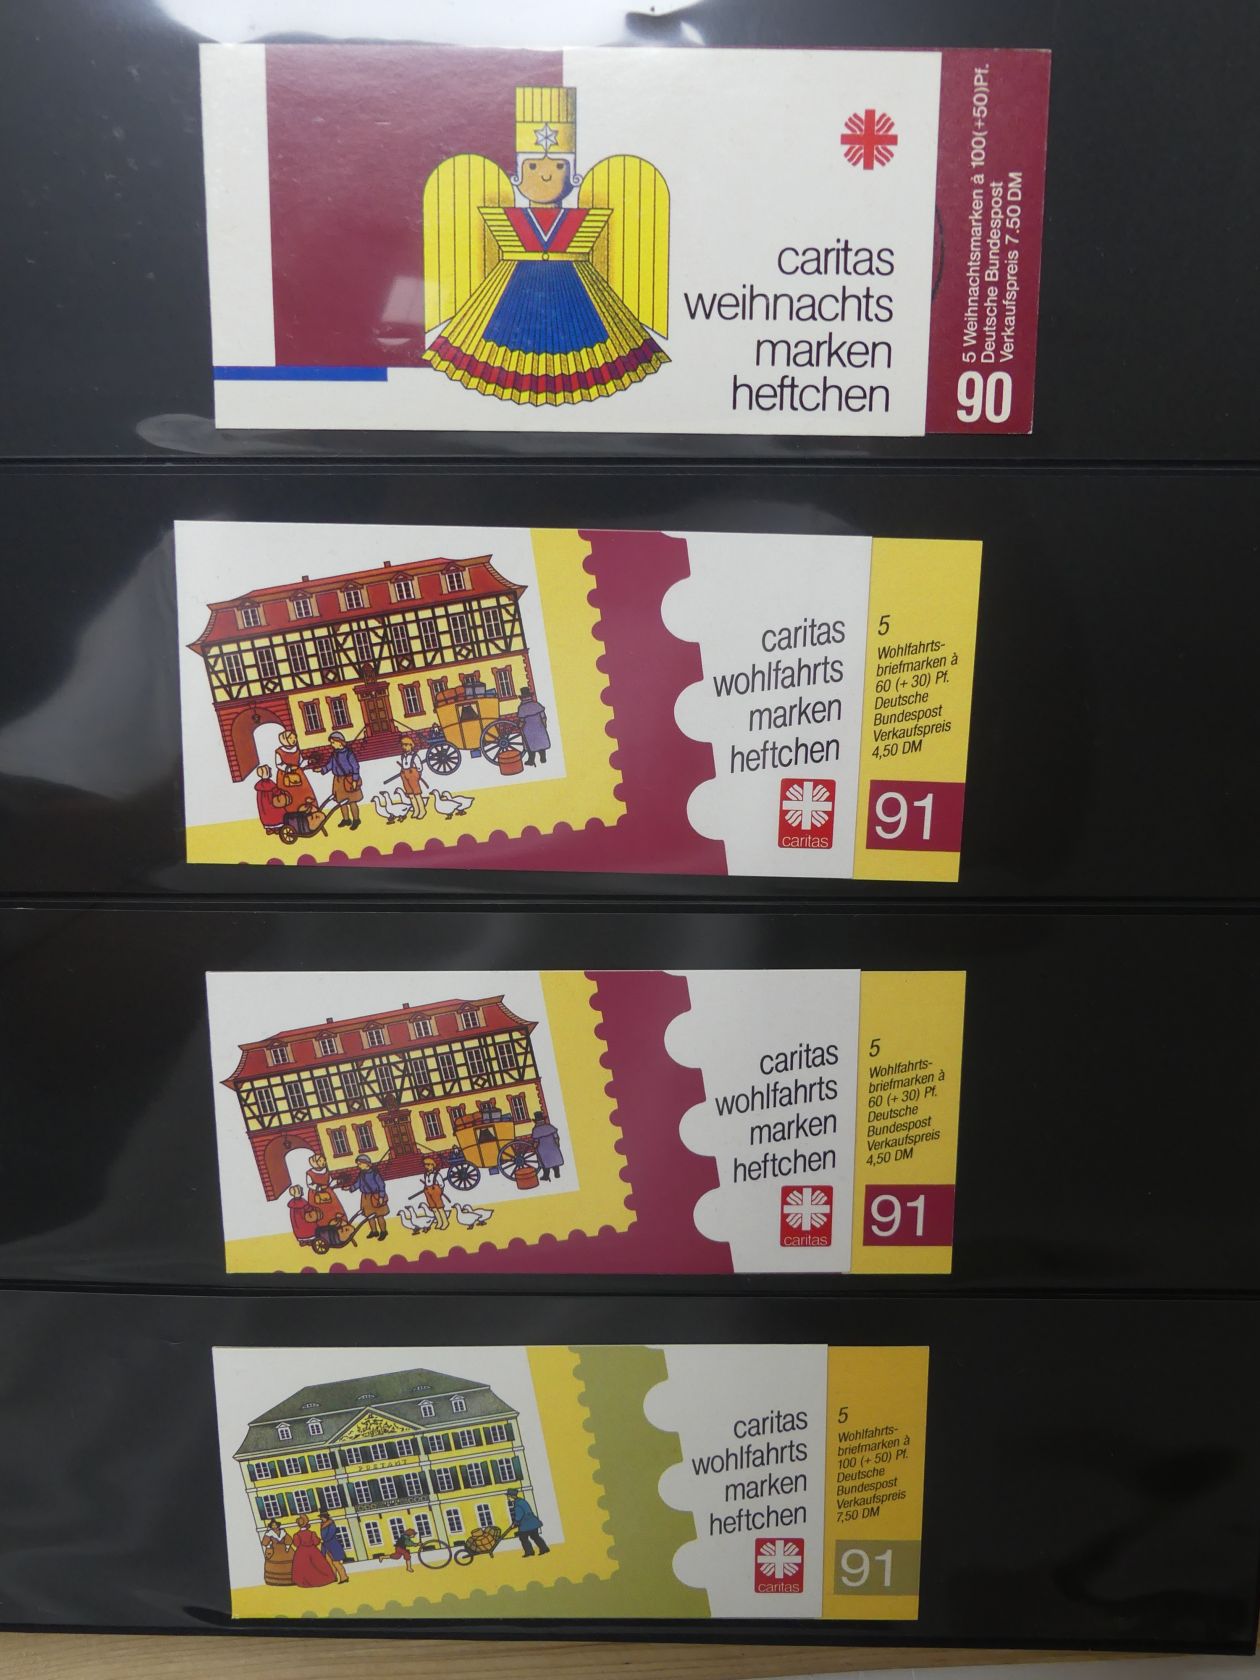 caritas
weihnachts
marken
heftchen
5 Weihnachtsmarken à 100(+50)Pf.
Deutsche Bundespost
Verkaufspreis 7.50 DM
90
caritas
wohlfahrts
marken
heftchen
caritas
5
Wohlfahrts-
briefmarken à
60 (+ 30) Pf.
Deutsche
Bundespost
Verkaufspreis
4,50 DM
91
caritas
wohlfahrts
marken
heftchen
caritas
5
Wohlfahrts-
briefmarken à
60 (+ 30) Pf.
Deutsche
Bundespost
Verkaufspreis
4,50 DM
91
POSTAMT
caritas
wohlfahrts
marken
heftchen
caritas
5
Wohlfahrts-
briefmarken à
100 (+ 50) Pf.
Deutsche
Bundespost
Verkaufspreis
7,50 DM
91